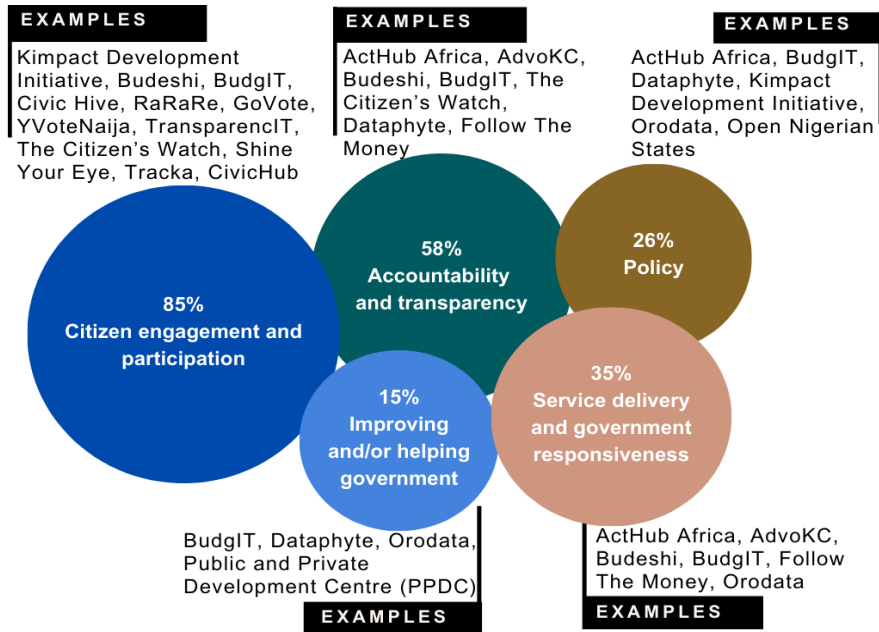 EXAMPLES
Kimpact Development
Initiative, Budeshi, BudgIT,
Civic Hive, RaRaRe, GoVote,
YVoteNaija, TransparencIT,
The Citizen’s Watch, Shine
Your Eye, Tracka, CivicHub
EXAMPLES
ActHub Africa, AdvoKC,
Budeshi, BudgIT, The
Citizen’s Watch,
Dataphyte, Follow The
Money
EXAMPLES
ActHub Africa, BudgIT,
Dataphyte, Kimpact
Development Initiative,
Orodata, Open Nigerian
States
85%
Citizen engagement and
participation
58%
Accountability
and transparency
26%
Policy
15%
Improving
and/or helping
government
35%
Service delivery
and government
responsiveness
BudgIT, Dataphyte, Orodata,
Public and Private
Development Centre (PPDC)
EXAMPLES
ActHub Africa, AdvoKC,
Budeshi, BudgIT, Follow
The Money, Orodata
EXAMPLES